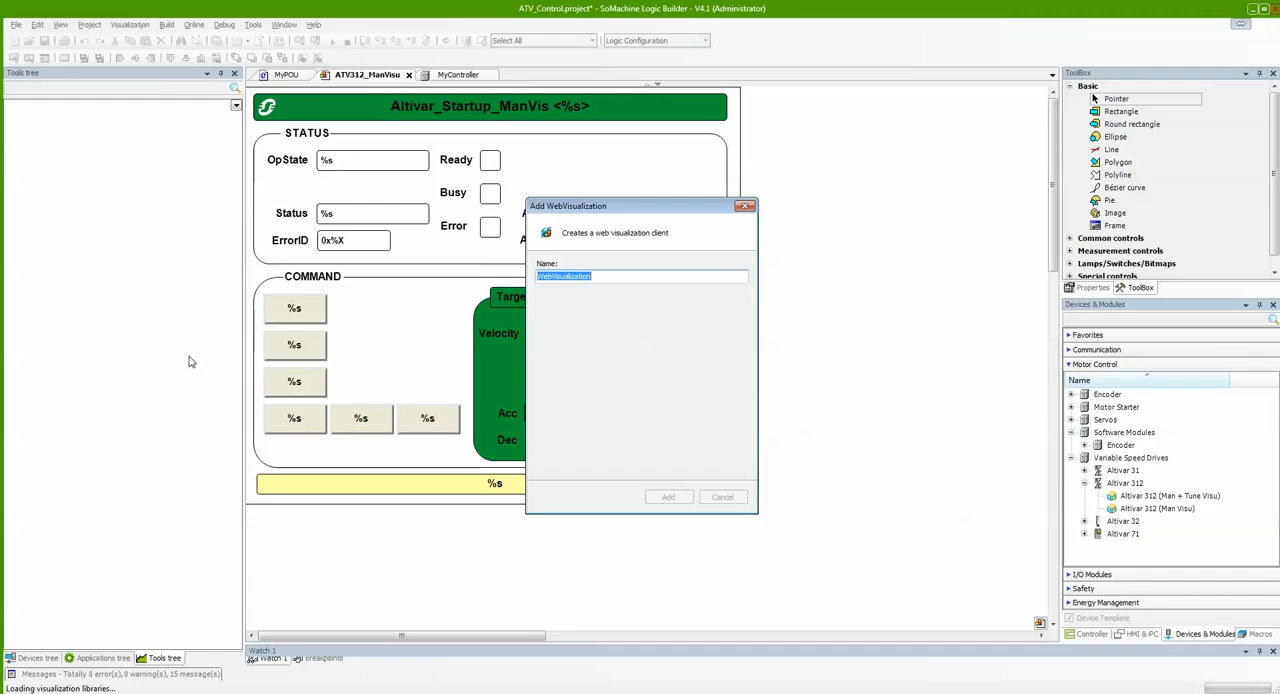 ATV_Control.project* - SoMachine Logic Builder - V4.1 (Administrator)
File Edit View Project Visualization Build Online Debug Tools Window Help
Select All Logic Configuration
Tools tree
MyPOU ATV312_ManVisu MyController
Altivar_Startup_ManVis <%s>
STATUS
OpState %s Ready
Busy
Status %s
Error
ErrorID 0x%X
COMMAND
%s
%s
%s
%s %s %s
Target
Velocity
Acc
Dec
%s
Add WebVisualization
Creates a web visualization client
Name:
WebVisualization
Add Cancel
ToolBox
Basic
Pointer
Rectangle
Round rectangle
Ellipse
Line
Polygon
Polyline
Bézier curve
Pie
Image
Frame
Common controls
Measurement controls
Lamps/Switches/Bitmaps
Special controls
Properties ToolBox
Devices & Modules
Favorites
Communication
Motor Control
Name
Encoder
Motor Starter
Servos
Software Modules
Encoder
Variable Speed Drives
Altivar 31
Altivar 312
Altivar 312 (Man + Tune Visu)
Altivar 312 (Man Visu)
Altivar 32
Altivar 71
I/O Modules
Safety
Energy Management
Device Template
Controller HMI & iPC Devices & Modules Macros
Watch 1
Watch 1 Breakpoints
Devices tree Applications tree Tools tree
Messages - Totally 0 error(s), 0 warning(s), 15 message(s)
Loading visualization libraries...